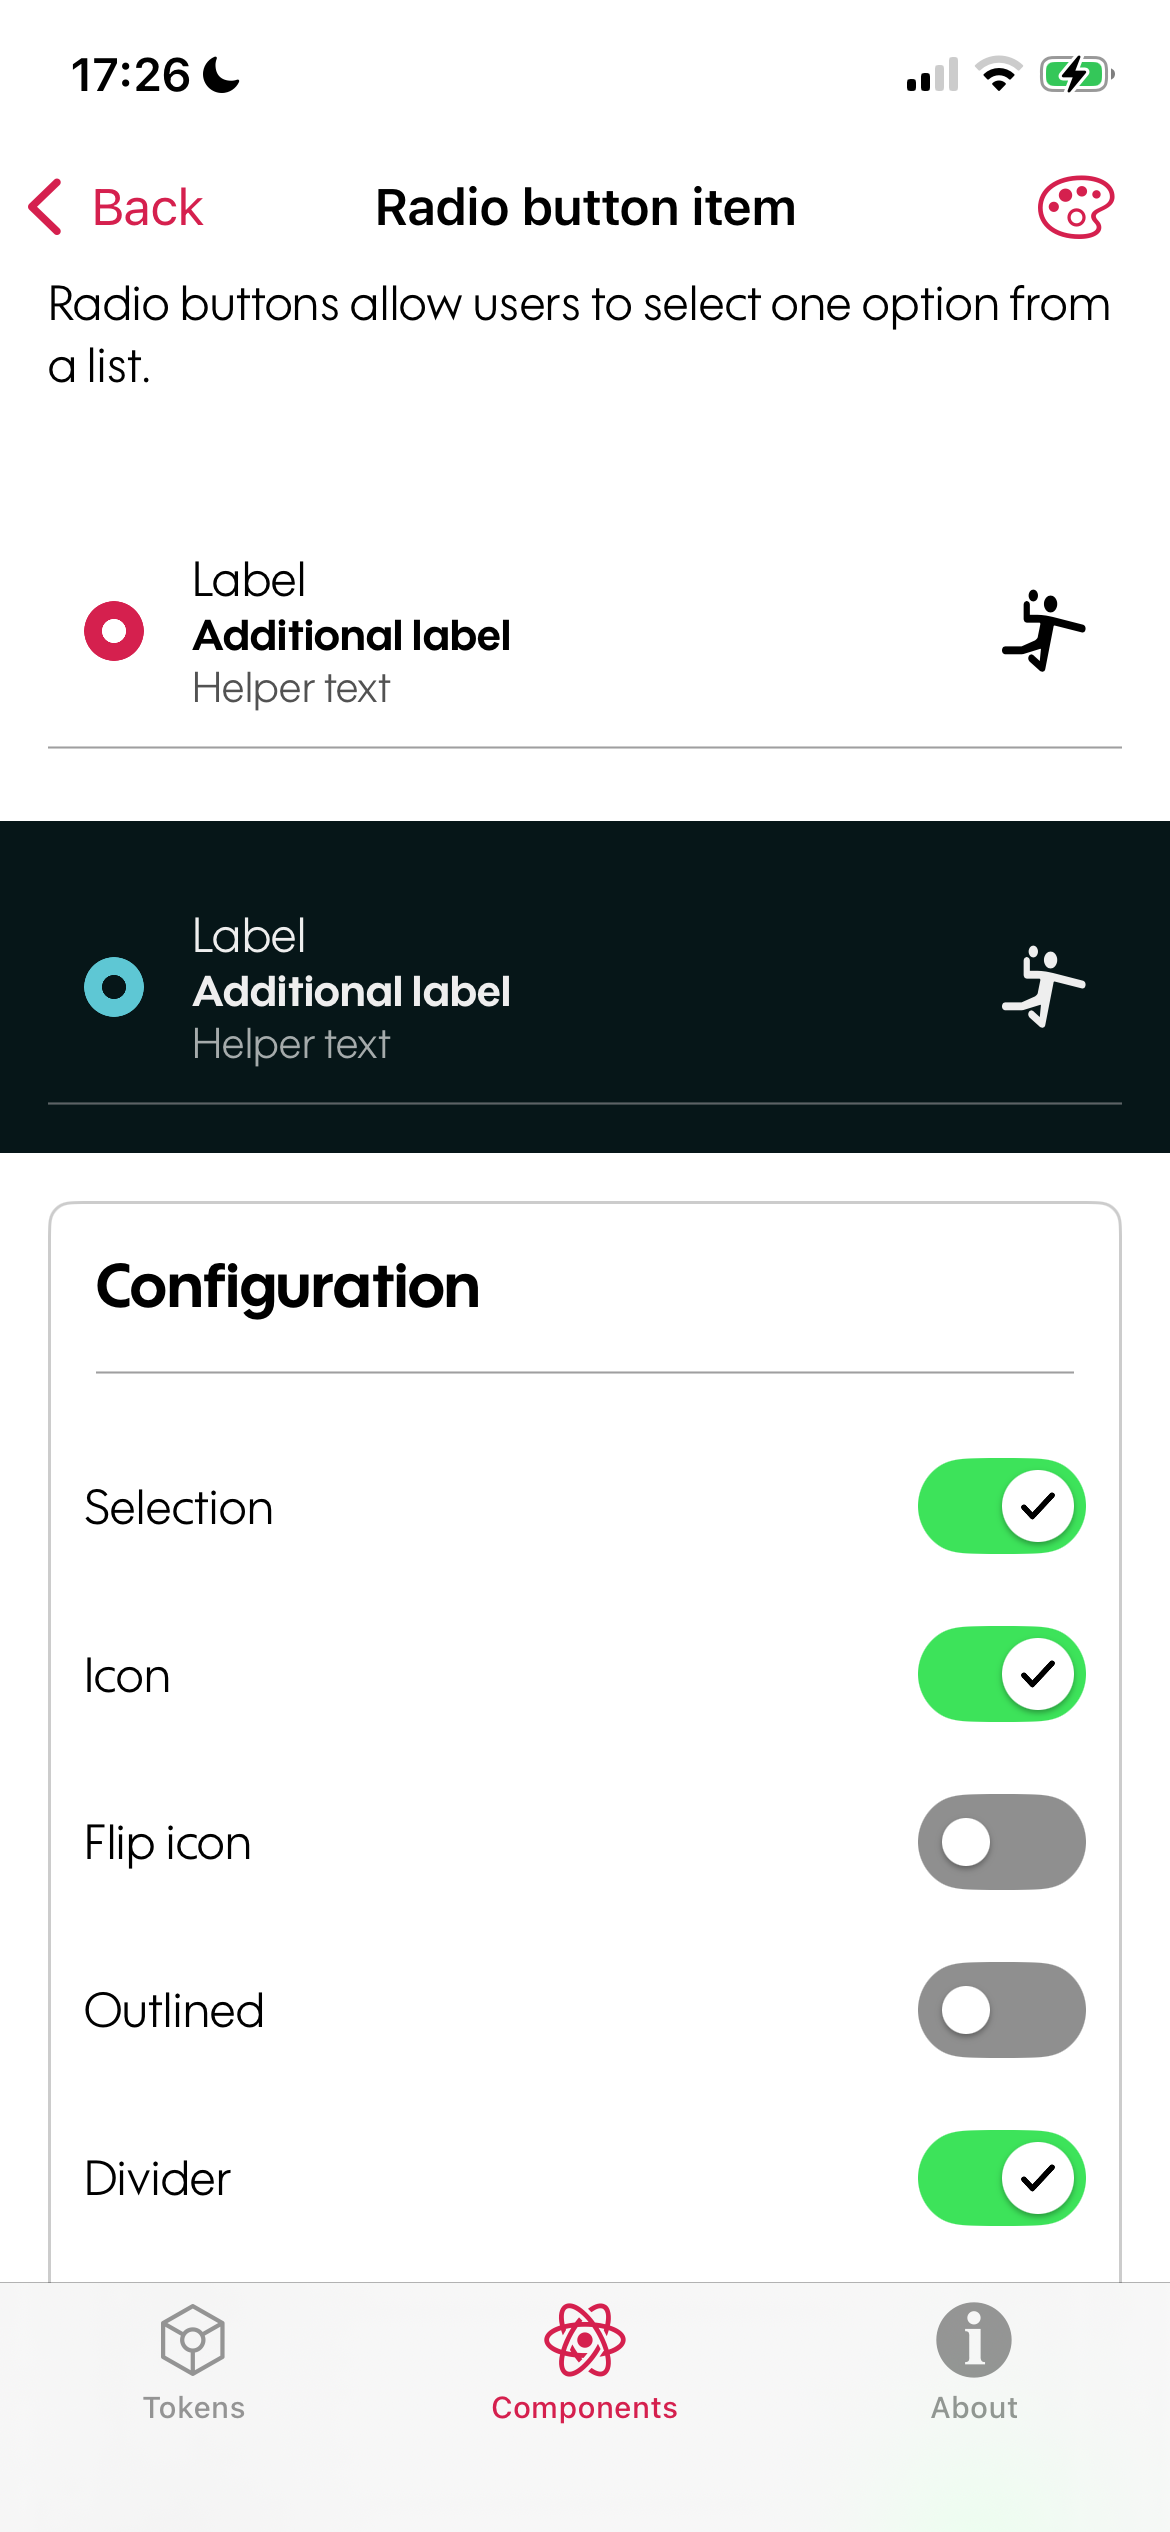 17:26
Back
Radio button item
Radio buttons allow users to select one option from
a list.
Label
Additional label
Helper text
Label
Additional label
Helper text
Configuration
Selection
Icon
Flip icon
Outlined
Divider
Tokens
Components
About